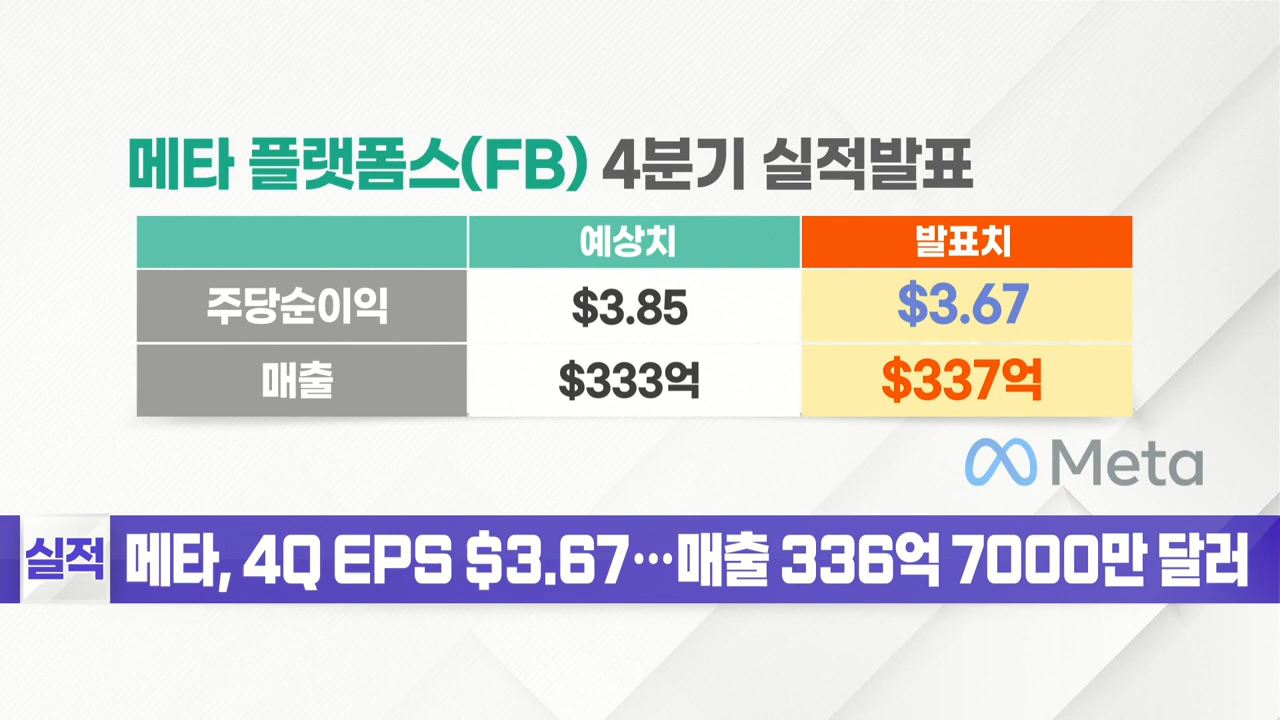 메타 플랫폼스(FB) 4분기 실적발표
예상치 발표치
주당순이익 $3.85 $3.67
매출 $333억 $337억
Meta
실적 메타, 4Q EPS $3.67…매출 336억 7000만 달러